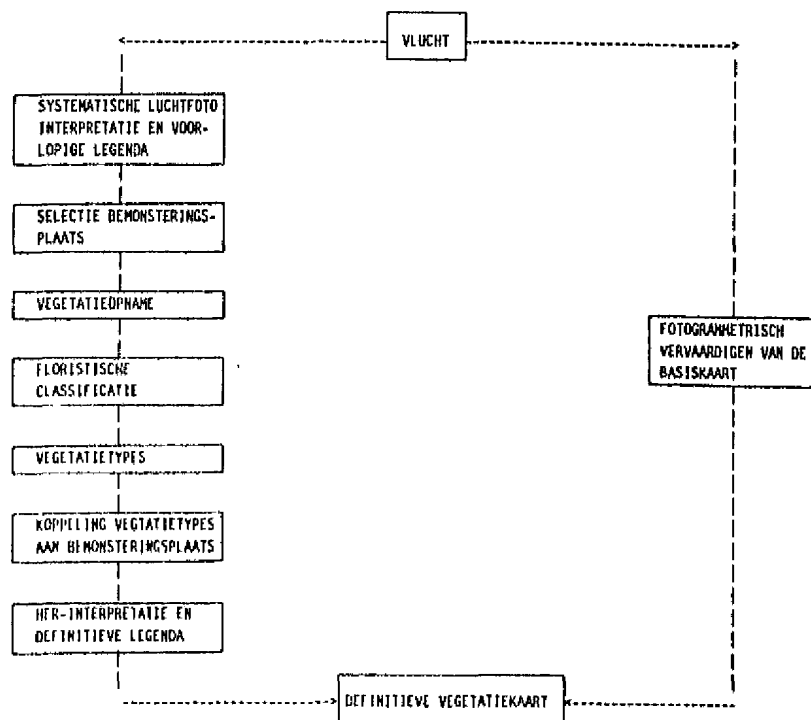 VLUCHT
SYSTEMATISCHE LUCHTFOTO
INTERPRETATIE EN VOOR-
LOPIGE LEGENDA
SELECTIE BEMONSTERINGS-
PLAATS
VEGETATIEOPNAME
FLORISTISCHE
CLASSIFICATIE
VEGETATIETYPES
KOPPELING VEGTATIETYPES
AAN BEMONSTERINGSPLAATS
HER-INTERPRETATIE EN
DEFINITIEVE LEGENDA
FOTOGRAMMETRISCH
VERVAARDIGEN VAN DE
BASISKAART
DEFINITIEVE VEGETATIEKAART